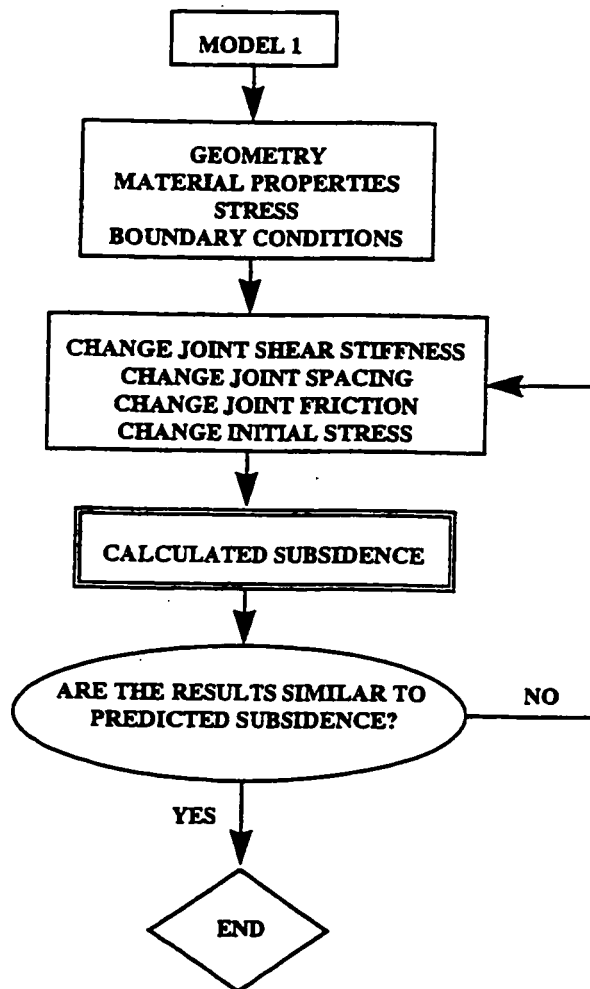 MODEL 1
GEOMETRY
MATERIAL PROPERTIES
STRESS
BOUNDARY CONDITIONS
CHANGE JOINT SHEAR STIFFNESS
CHANGE JOINT SPACING
CHANGE JOINT FRICTION
CHANGE INITIAL STRESS
CALCULATED SUBSIDENCE
ARE THE RESULTS SIMILAR TO
PREDICTED SUBSIDENCE?
NO
YES
END